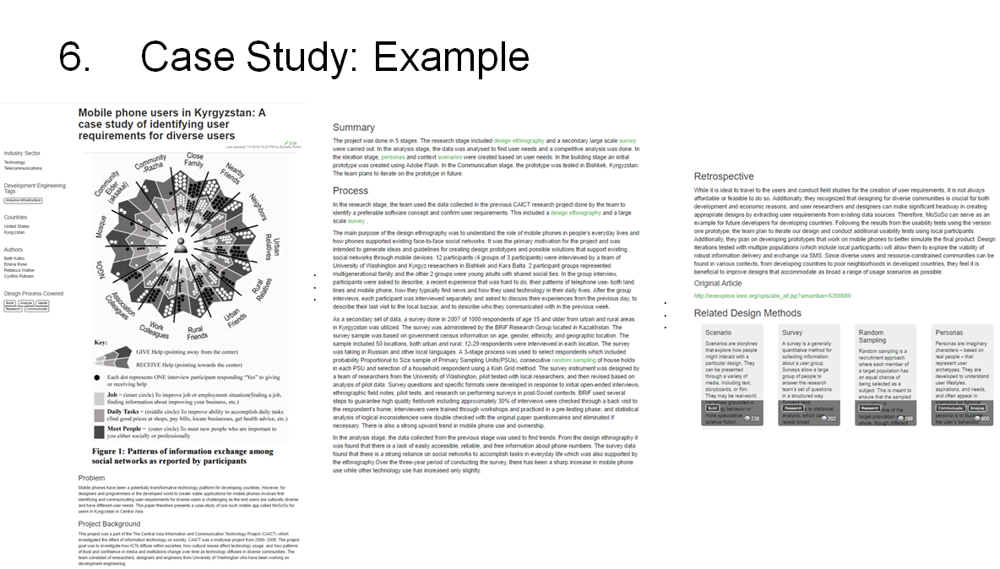 6. Case Study: Example
Mobile phone users in Kyrgyzstan: A
case study of identifying user
requirements for diverse users
Edit
Last Updated: 11/19/15 12:23 PM by Danielle Poreh
Industry Sector
Technology
Telecommunications
Development Engineering
Tags
Inclusive Infrastructure
Countries
United States
Kyrgyzstan
Authors
Beth Kolko
Emma Rose
Rebecca Walton
Cynthia Putnam
Design Process Covered
Build Analyze Ideate
Research Communicate
Close
Family
Nearby
Friends
Neighbors
Urban
Relatives
Rural
Relatives
Urban
Friends
Rural
Friends
Work
Colleagues
Association
Colleagues
NGOs
Mosque
Community
Elder
(aksakal)
Community
-Razha
Key:
GIVE Help (pointing away from the center)
RECEIVE Help (pointing towards the center)
Each dot represents ONE interview participant responding "Yes" to giving
or receiving help
Job = (inner circle) To improve job or employment situation(finding a job,
finding information about improving your business, etc.)
Daily Tasks = (middle circle) To improve ability to accomplish daily tasks
(find good prices at shops, pay bills, locate businesses, get health advice, etc.)
Meet People = (outer circle) To meet new people who are important to
you either socially or professionally
Figure 1: Patterns of information exchange among
social networks as reported by participants
Problem
Mobile phones have been a potentially transformative technology platform for developing countries. However, for
designers and programmers in the developed world to create viable applications for mobile phones involves first
identifying and communicating user requirements for diverse users is challenging as the end users are culturally diverse
and have different user needs. This paper therefore presents a case-study of one such mobile app called MoSoSo for
users in Kyrgyzstan in Central Asia.
Project Background
This project was a part of the The Central Asia Information and Communication Technology Project (CAICT) which
investigated the effect of information technology on society. CAICT was a multiyear project from 2000- 2008. The project
goal was to investigate how ICTs diffuse within societies, how cultural issues affect technology usage, and how patterns
of trust and confidence in media and institutions change over time as technology diffuses in diverse communities. The
team consisted of researchers, designers and engineers from University of Washington who have been working on
development engineering.
Summary
The project was done in 5 stages. The research stage included design ethnography and a secondary large scale survey
were carried out. In the analysis stage, the data was analysed to find user needs and a competitive analysis was done. In
the ideation stage, personas and context scenarios were created based on user needs. In the building stage an initial
prototype was created using Adobe Flash. In the Communication stage, the prototype was tested in Bishkek, Kyrgyzstan.
The team plans to iterate on the prototype in future.
Process
In the research stage, the team used the data collected in the previous CAICT research project done by the team to
identify a preferable software concept and confirm user requirements. This included a design ethnography and a large
scale survey .
The main purpose of the design ethnography was to understand the role of mobile phones in people's everyday lives and
how phones supported existing face-to-face social networks. It was the primary motivation for the project and was
intended to generate ideas and guidelines for creating design prototypes and possible solutions that support existing
social networks through mobile devices. 12 participants (4 groups of 3 participants) were interviewed by a team of
University of Washington and Kyrgyz researchers in Bishkek and Kara Balta. 2 participant groups represented
multigenerational family and the other 2 groups were young adults with shared social ties. In the group interview,
participants were asked to describe, a recent experience that was hard to do, their patterns of telephone use- both land
lines and mobile phone, how they typically find news and how they used technology in their daily lives. After the group
interviews, each participant was interviewed separately and asked to discuss their experiences from the previous day, to
describe their last visit to the local bazaar, and to describe who they communicated with in the previous week.
As a secondary set of data, a survey done in 2007 of 1000 respondents of age 15 and older from urban and rural areas
in Kyrgyzstan was utilized. The survey was administered by the BRiF Research Group located in Kazakhstan. The
survey sample was based on government census information on age, gender, ethnicity, and geographic location. The
sample included 50 locations, both urban and rural; 12-29 respondents were interviewed in each location. The survey
was taking in Russian and other local languages. A 3-stage process was used to select respondents which included
probability Proportional to Size sample of Primary Sampling Units(PSUs), consecutive random sampling of house holds
in each PSU and selection of a household respondent using a Kish Grid method. The survey instrument was designed by
a team of researchers from the University of Washington, pilot tested with local researchers, and then revised based on
analysis of pilot data. Survey questions and specific formats were developed in response to initial open-ended interviews,
ethnographic field notes, pilot tests, and research on performing surveys in post-Soviet contexts. BRiF used several
steps to guarantee high quality fieldwork including approximately 30% of interviews were checked through a back visit to
the respondent's home; interviewers were trained through workshops and practiced in a pre-testing phase; and statistical
analysis of logical inconsistencies were double checked with the original paper questionnaires and eliminated if
necessary. There is also a strong upward trend in mobile phone use and ownership.
In the analysis stage, the data collected from the previous stage was used to find trends. From the design ethnography it
was found that there is a lack of easily accessible, reliable, and free information about phone numbers. The survey data
found that there is a strong reliance on social networks to accomplish tasks in everyday life which was also supported by
the ethnography.Over the three-year period of conducting the survey, there has been a sharp increase in mobile phone
use while other technology use has increased only slightly.
Retrospective
While it is ideal to travel to the users and conduct field studies for the creation of user requirements, it is not always
affordable or feasible to do so. Additionally, they recognized that designing for diverse communities is crucial for both
development and economic reasons, and user researchers and designers can make significant headway in creating
appropriate designs by extracting user requirements from existing data sources. Therefore, MoSoSo can serve as an
example for future developers for developing countries. Following the results from the usability tests using the version
one prototype, the team plan to iterate our design and conduct additional usability tests using local participants.
Additionally, they plan on developing prototypes that work on mobile phones to better simulate the final product. Design
iterations tested with multiple populations (which include local participants) will allow them to explore the viability of
robust information delivery and exchange via SMS. Since diverse users and resource-constrained communities can be
found in various contexts, from developing countries to poor neighborhoods in developed countries, they feel it is
beneficial to improve designs that accommodate as broad a range of usage scenarios as possible.
Original Article
http://ieeexplore.ieee.org/xpls/abs_all.jsp?arnumber=5208689
Related Design Methods
Scenario
Scenarios are storylines
that explore how people
might interact with a
particular design. They
can be presented
through a variety of
media, including text,
storyboards, or film.
They may be real-world
narratives grounded in
by behavior or
more speculative,
science fiction.
Build
238
Survey
A survey is a generally
quantitative method for
collecting information
about a user group.
Surveys allow a large
group of people to
answer the research
team's set of questions
in a structured way.
to statistical
analysis, which can
reveal broad
Research
202
Random
Sampling
Random sampling is a
recruitment approach
where each member of
a target population has
an equal chance of
being selected as a
subject. This is meant to
ensure that the sampled
of the
target population
whole, though different
Research
199
Personas
Personas are imaginary
characters – based on
real people – that
represent user
archetypes. They are
developed to understand
user lifestyles,
aspirations, and needs,
and often appear in
persona is to
the user's behaviour
Communicate Analyze
800